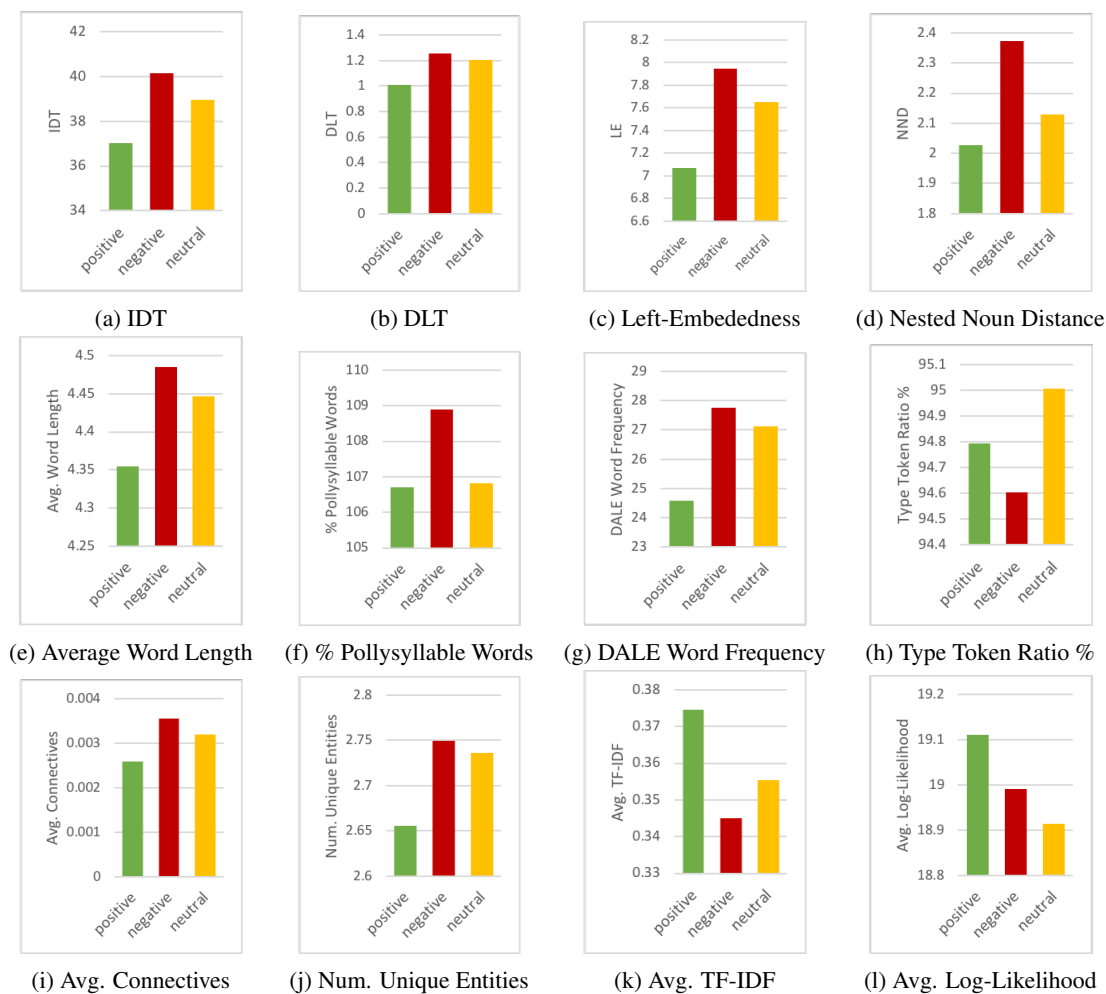 42
40
38
36
34
IDT
positive
negative
neutral
(a) IDT
1.4
1.2
1
0.8
0.6
0.4
0.2
0
DLT
positive
negative
neutral
(b) DLT
8.2
8
7.8
7.6
7.4
7.2
7
6.8
6.6
LE
positive
negative
neutral
(c) Left-Embededness
2.4
2.3
2.2
2.1
2
1.9
1.8
NND
positive
negative
neutral
(d) Nested Noun Distance
4.5
4.45
4.4
4.35
4.3
4.25
Avg. Word Length
positive
negative
neutral
(e) Average Word Length
110
109
108
107
106
105
% Pollysyllable Words
positive
negative
neutral
(f) % Pollysyllable Words
29
28
27
26
25
24
23
DALE Word Frequency
positive
negative
neutral
(g) DALE Word Frequency
95.1
95
94.9
94.8
94.7
94.6
94.5
94.4
Type Token Ratio %
positive
negative
neutral
(h) Type Token Ratio %
0.004
0.003
0.002
0.001
0
Avg. Connectives
positive
negative
neutral
(i) Avg. Connectives
2.8
2.75
2.7
2.65
2.6
Num. Unique Entities
positive
negative
neutral
(j) Num. Unique Entities
0.38
0.37
0.36
0.35
0.34
0.33
Avg. TF-IDF
positive
negative
neutral
(k) Avg. TF-IDF
19.2
19.1
19
18.9
18.8
Avg. Log-Likelihood
positive
negative
neutral
(l) Avg. Log-Likelihood